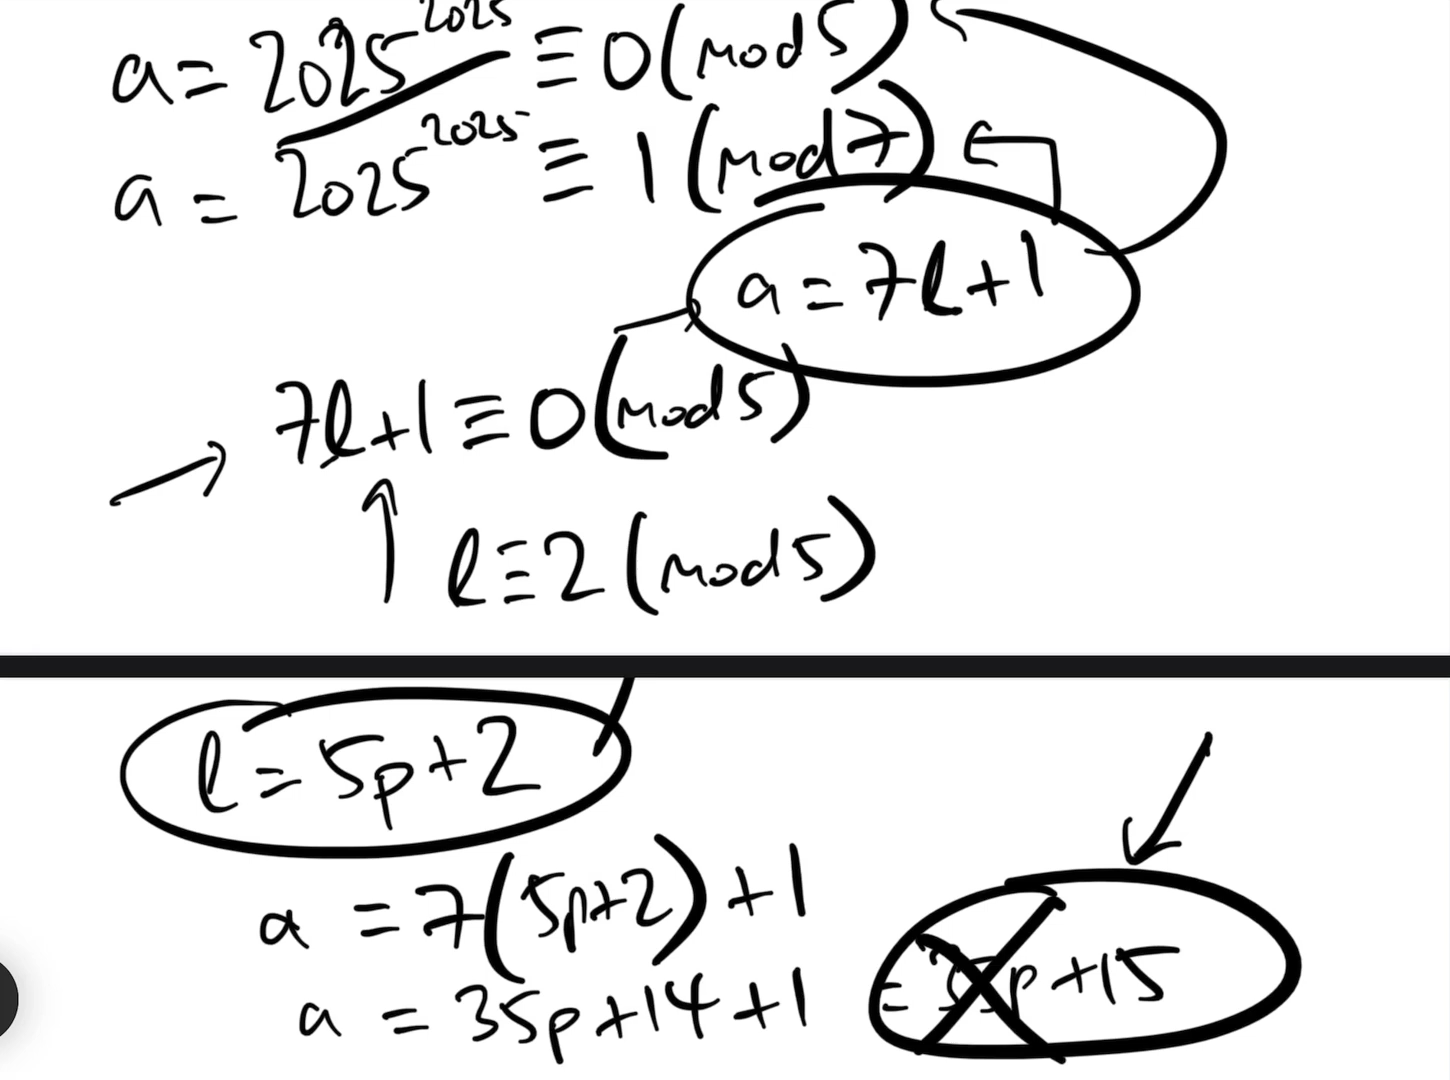 a = 2025^2025 ≡ 0 (mod 5)
a = 2025^2025 ≡ 1 (mod 7)
a = 7l + 1
7l + 1 ≡ 0 (mod 5)
l ≡ 2 (mod 5)
l = 5p + 2
a = 7(5p+2) + 1
a = 35p + 14 + 1 = 35p + 15